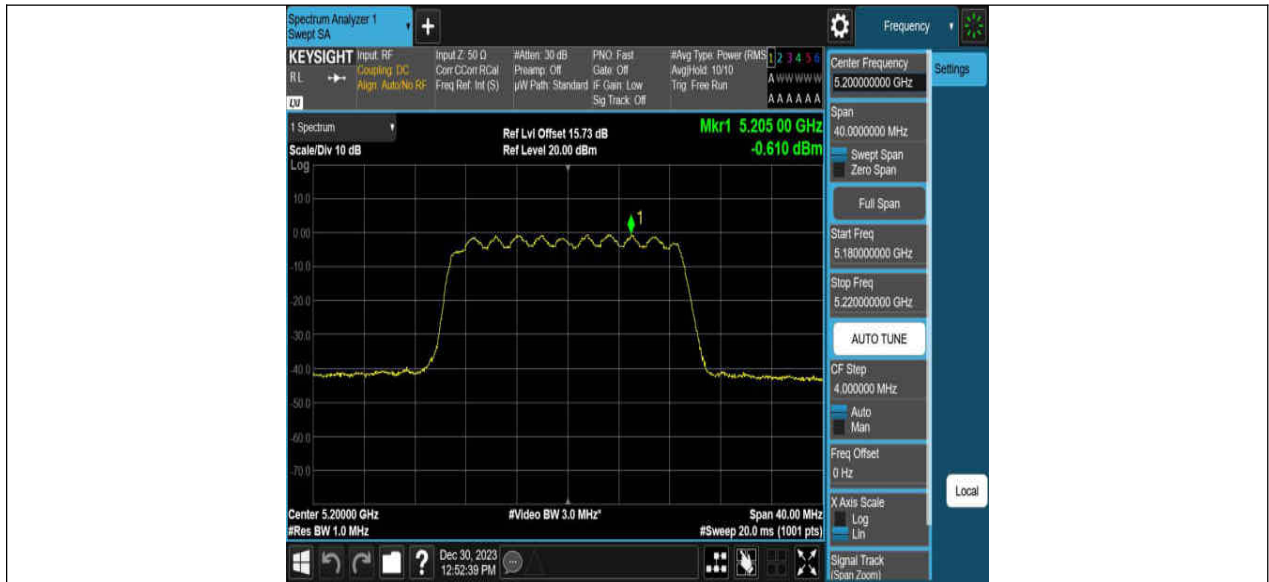 Spectrum Analyzer 1
Swept SA
+
Frequency
KEYSIGHT
RL
LXI
Input: RF
Coupling: DC
Align: Auto/No RF
Input Z: 50 Ω
Corr CCorr RCal
Freq Ref: Int (S)
#Atten: 30 dB
Preamp: Off
µW Path: Standard
PNO: Fast
Gate: Off
IF Gain: Low
Sig Track: Off
#Avg Type: Power (RMS
Avg|Hold: 10/10
Trig: Free Run
1 2 3 4 5 6
A W W W W W
A A A A A A
1 Spectrum
Scale/Div 10 dB
Log
Ref Lvl Offset 15.73 dB
Ref Level 20.00 dBm
Mkr1 5.205 00 GHz
-0.610 dBm
10.0
0.00
-10.0
-20.0
-30.0
-40.0
-50.0
-60.0
-70.0
1
Center 5.20000 GHz
#Res BW 1.0 MHz
#Video BW 3.0 MHz*
Span 40.00 MHz
#Sweep 20.0 ms (1001 pts)
?
Dec 30, 2023
12:52:39 PM
Center Frequency
5.200000000 GHz
Settings
Span
40.0000000 MHz
Swept Span
Zero Span
Full Span
Start Freq
5.180000000 GHz
Stop Freq
5.220000000 GHz
AUTO TUNE
CF Step
4.000000 MHz
Auto
Man
Freq Offset
0 Hz
X Axis Scale
Log
Lin
Local
Signal Track
(Span Zoom)